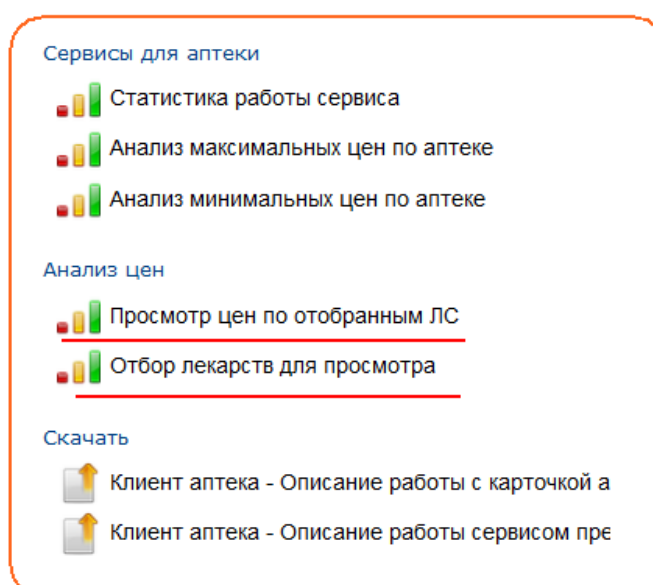 Сервисы для аптеки
Статистика работы сервиса
Анализ максимальных цен по аптеке
Анализ минимальных цен по аптеке
Анализ цен
Просмотр цен по отобранным ЛС
Отбор лекарств для просмотра
Скачать
Клиент аптека - Описание работы с карточкой а
Клиент аптека - Описание работы сервисом пре